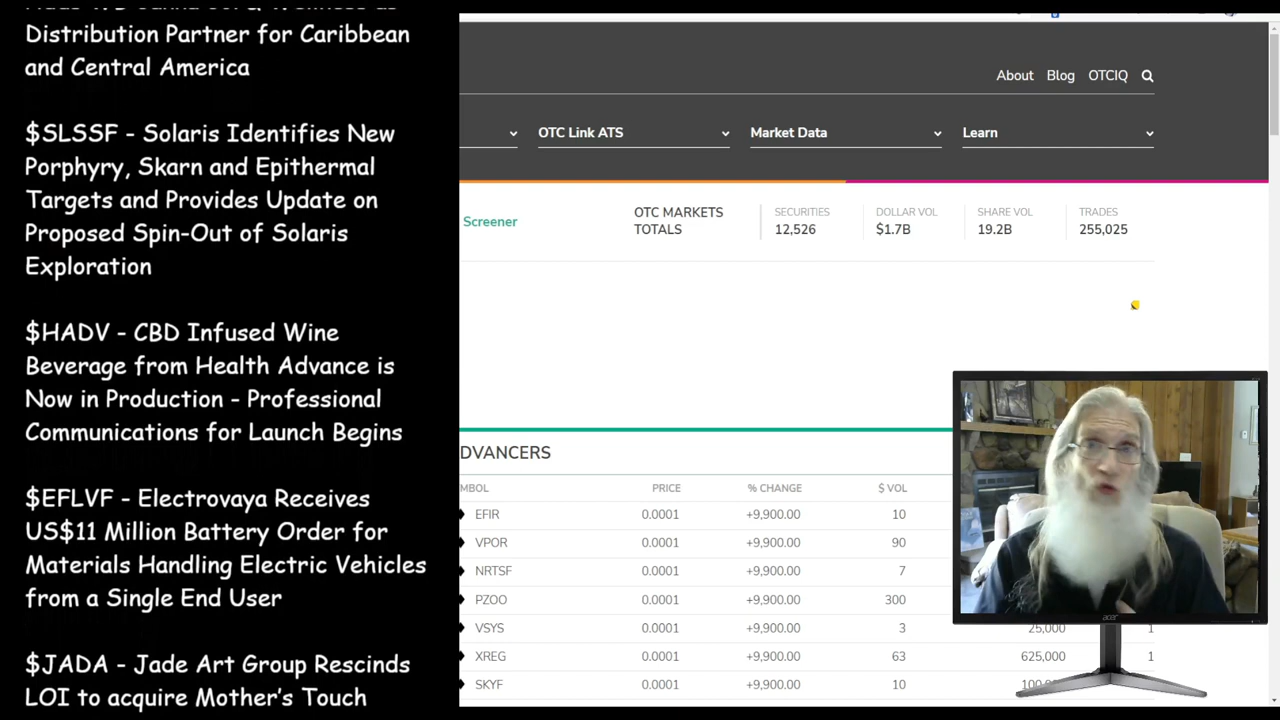 Distribution Partner for Caribbean
and Central America
$SLSSF - Solaris Identifies New
Porphyry, Skarn and Epithermal
Targets and Provides Update on
Proposed Spin-Out of Solaris
Exploration
$HADV - CBD Infused Wine
Beverage from Health Advance is
Now in Production - Professional
Communications for Launch Begins
$EFLVF - Electrovaya Receives
US$11 Million Battery Order for
Materials Handling Electric Vehicles
from a Single End User
$JADA - Jade Art Group Rescinds
LOI to acquire Mother's Touch
About Blog OTCIQ
OTC Link ATS Market Data Learn
Screener
OTC MARKETS
TOTALS
SECURITIES DOLLAR VOL SHARE VOL TRADES
12,526 $1.7B 19.2B 255,025
DVANCERS
MBOL PRICE % CHANGE $ VOL
EFIR 0.0001 +9,900.00 10
VPOR 0.0001 +9,900.00 90
NRTSF 0.0001 +9,900.00 7
PZOO 0.0001 +9,900.00 300
VSYS 0.0001 +9,900.00 3 25,000 1
XREG 0.0001 +9,900.00 63 625,000 1
SKYF 0.0001 +9,900.00 10
acer